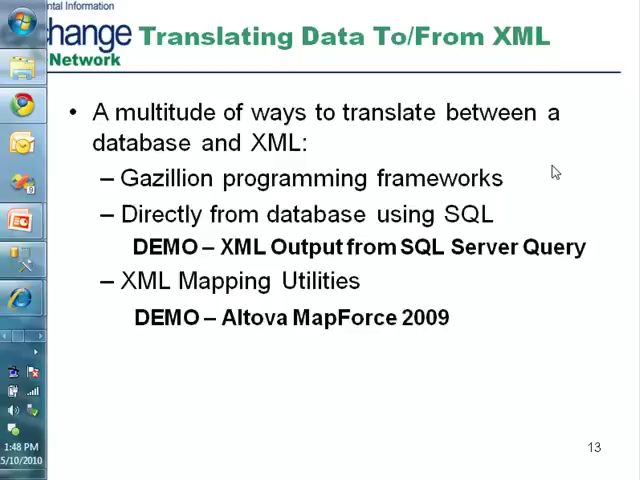 ental Information
change
Network
Translating Data To/From XML
• A multitude of ways to translate between a
database and XML:
– Gazillion programming frameworks
– Directly from database using SQL
DEMO – XML Output from SQL Server Query
– XML Mapping Utilities
DEMO – Altova MapForce 2009
13
1:48 PM
5/10/2010